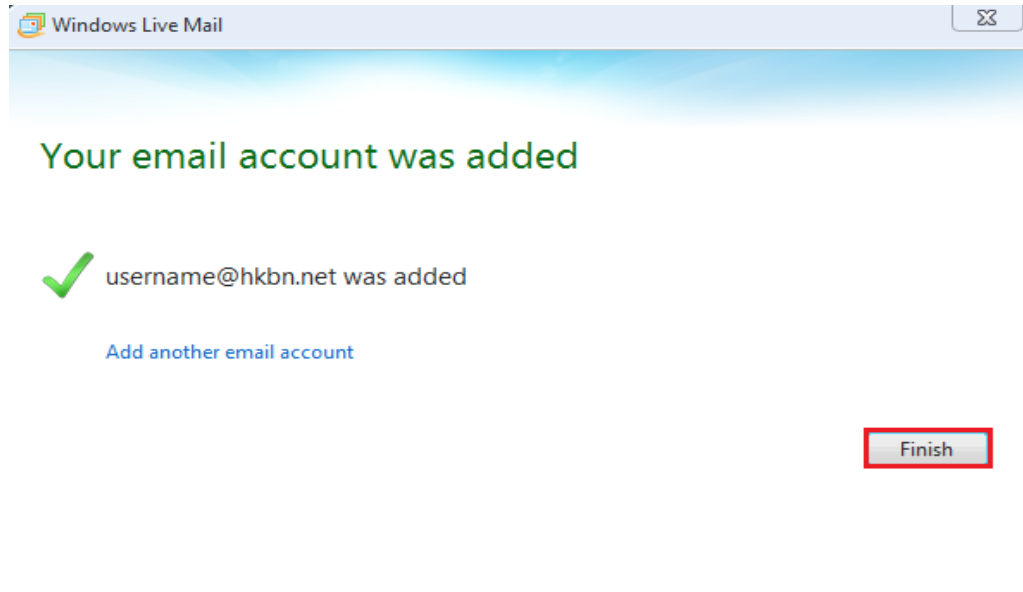 Windows Live Mail
Your email account was added
username@hkbn.net was added
Add another email account
Finish